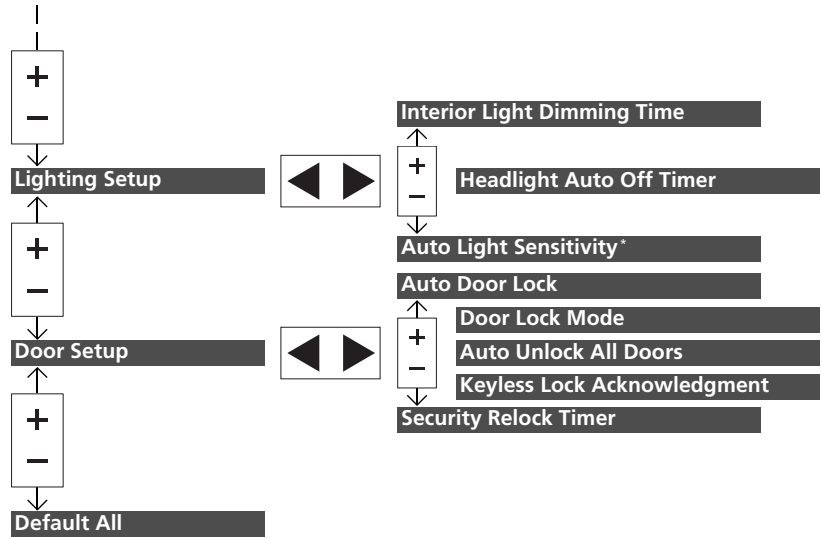 +
−
Lighting Setup
Interior Light Dimming Time
+
−
Headlight Auto Off Timer
Auto Light Sensitivity*
+
−
Door Setup
Auto Door Lock
+
−
Door Lock Mode
Auto Unlock All Doors
Keyless Lock Acknowledgment
Security Relock Timer
+
−
Default All